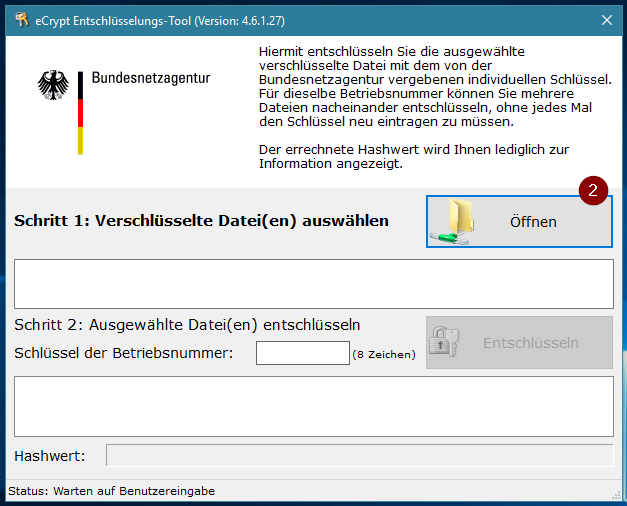 eCrypt Entschlüsselungs-Tool (Version: 4.6.1.27)
Bundesnetzagentur
Hiermit entschlüsseln Sie die ausgewählte
verschlüsselte Datei mit dem von der
Bundesnetzagentur vergebenen individuellen Schlüssel.
Für dieselbe Betriebsnummer können Sie mehrere
Dateien nacheinander entschlüsseln, ohne jedes Mal
den Schlüssel neu eintragen zu müssen.
Der errechnete Hashwert wird Ihnen lediglich zur
Information angezeigt.
2
Schritt 1: Verschlüsselte Datei(en) auswählen
Öffnen
Schritt 2: Ausgewählte Datei(en) entschlüsseln
Schlüssel der Betriebsnummer:
(8 Zeichen)
Entschlüsseln
Hashwert:
Status: Warten auf Benutzereingabe